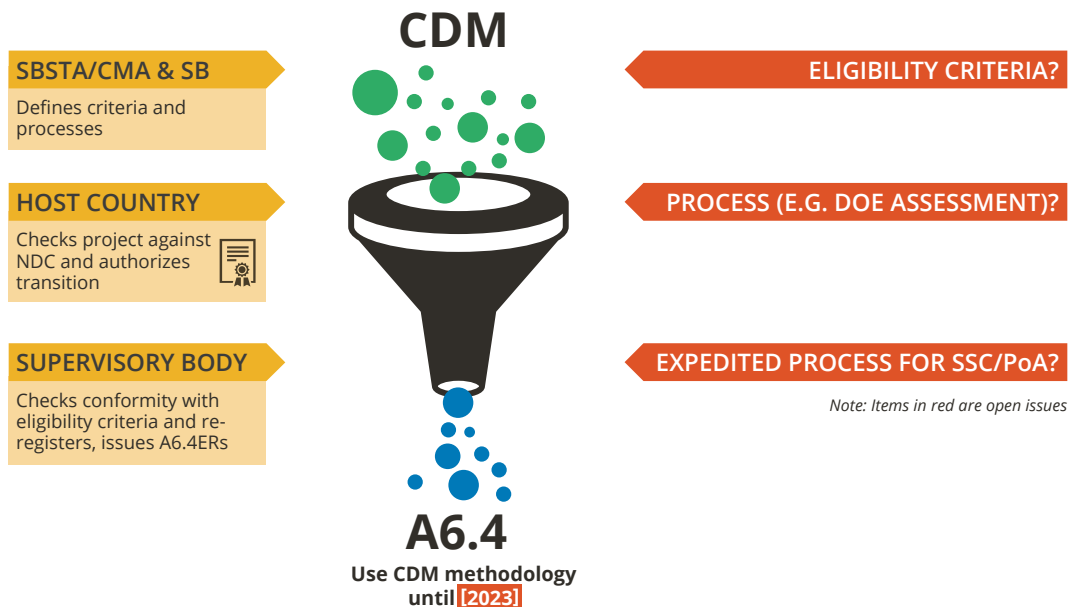 CDM
SBSTA/CMA & SB
Defines criteria and
processes
HOST COUNTRY
Checks project against
NDC and authorizes
transition
SUPERVISORY BODY
Checks conformity with
eligibility criteria and re-
registers, issues A6.4ERs
ELIGIBILITY CRITERIA?
PROCESS (E.G. DOE ASSESSMENT)?
EXPEDITED PROCESS FOR SSC/PoA?
Note: Items in red are open issues
A6.4
Use CDM methodology
until [2023]